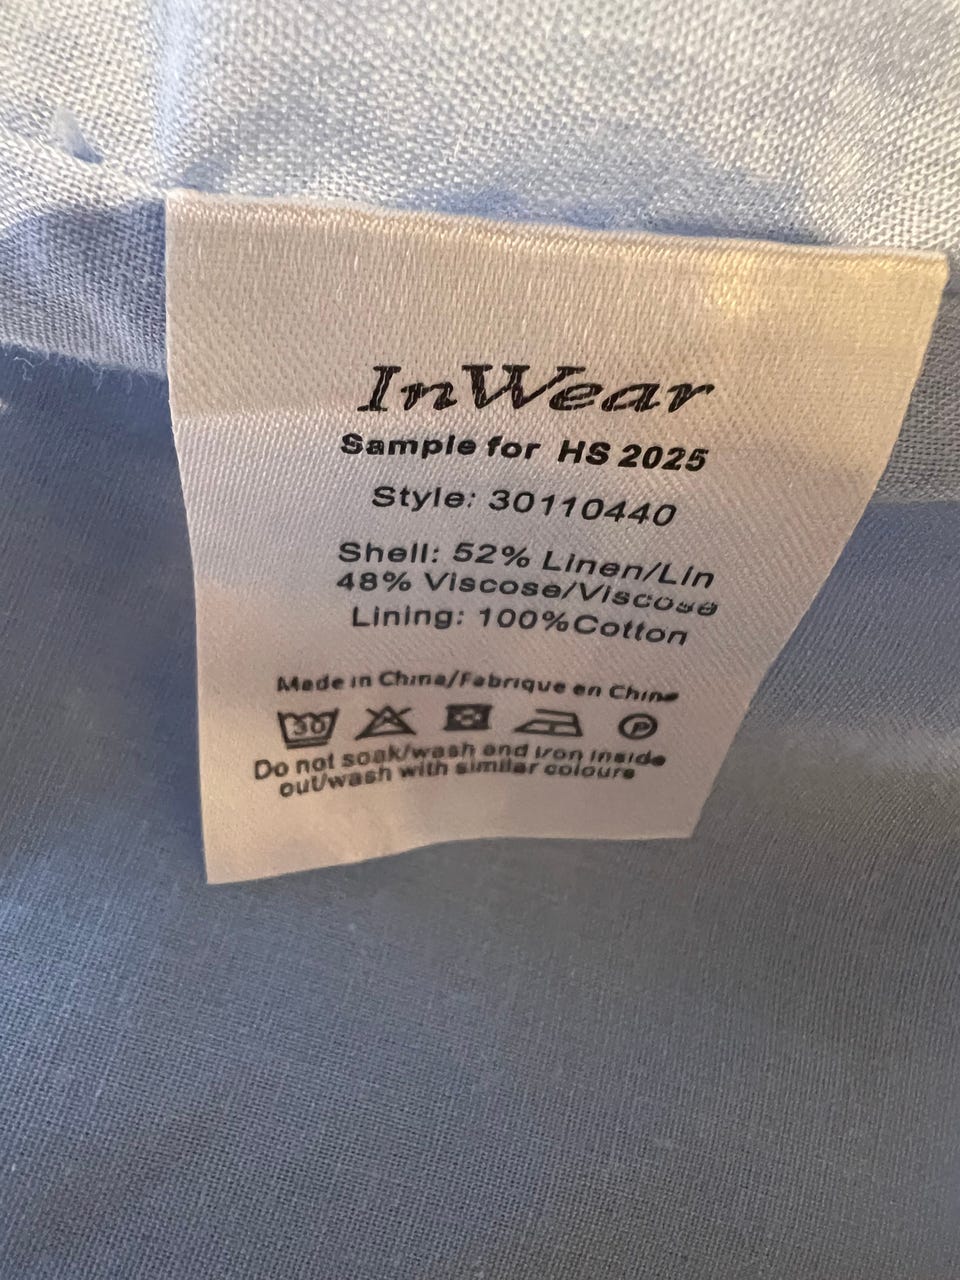 InWear
Sample for HS 2025
Style: 30110440
Shell: 52% Linen/Lin
48% Viscose/Viscose
Lining: 100%Cotton
Made in China/Fabrique en Chine
30 P
Do not soak/wash and iron inside
out/wash with similar colours